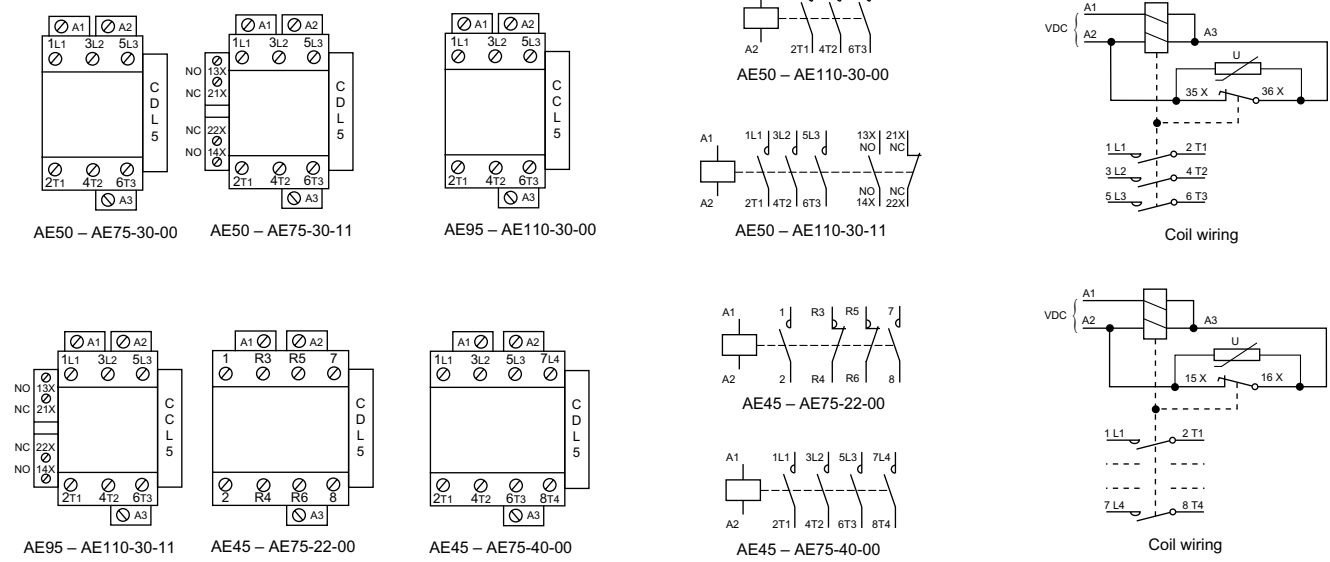 A1 A2
1L1 3L2 5L3
CDL5
2T1 4T2 6T3
A3
AE50 – AE75-30-00
A1 A2
1L1 3L2 5L3
NO 13X
NC 21X
NC 22X
NO 14X
CDL5
2T1 4T2 6T3
A3
AE50 – AE75-30-11
A1 A2
1L1 3L2 5L3
CCL5
2T1 4T2 6T3
A3
AE95 – AE110-30-00
A2 2T1 4T2 6T3
AE50 – AE110-30-00
A1 1L1 3L2 5L3 13X 21X
NO NC
NO NC
A2 2T1 4T2 6T3 14X 22X
AE50 – AE110-30-11
A1
VDC
A2 A3
U
35 X 36 X
1 L1 2 T1
3 L2 4 T2
5 L3 6 T3
Coil wiring
A1 A2
1L1 3L2 5L3
NO 13X
NC 21X
NC 22X
NO 14X
CCL5
2T1 4T2 6T3
A3
AE95 – AE110-30-11
A1 A2
1 R3 R5 7
CDL5
2 R4 R6 8
A3
AE45 – AE75-22-00
A1 A2
1L1 3L2 5L3 7L4
CDL5
2T1 4T2 6T3 8T4
A3
AE45 – AE75-40-00
A1 1 R3 R5 7
A2 2 R4 R6 8
AE45 – AE75-22-00
A1 1L1 3L2 5L3 7L4
A2 2T1 4T2 6T3 8T4
AE45 – AE75-40-00
A1
VDC
A2 A3
U
15 X 16 X
1 L1 2 T1
7 L4 8 T4
Coil wiring